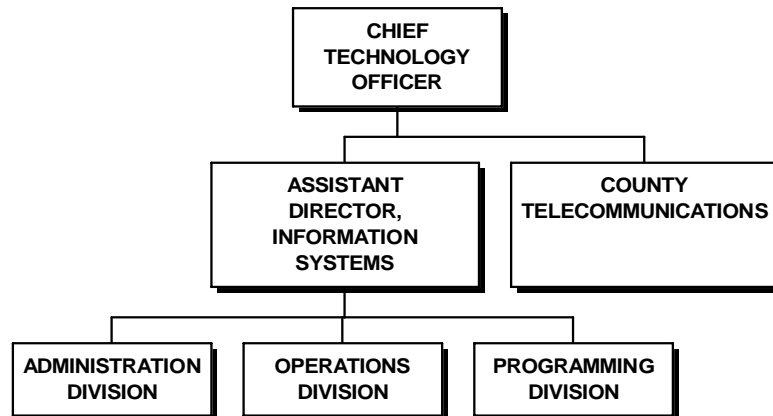 CHIEF
TECHNOLOGY
OFFICER
ASSISTANT
DIRECTOR,
INFORMATION
SYSTEMS
COUNTY
TELECOMMUNICATIONS
ADMINISTRATION
DIVISION
OPERATIONS
DIVISION
PROGRAMMING
DIVISION